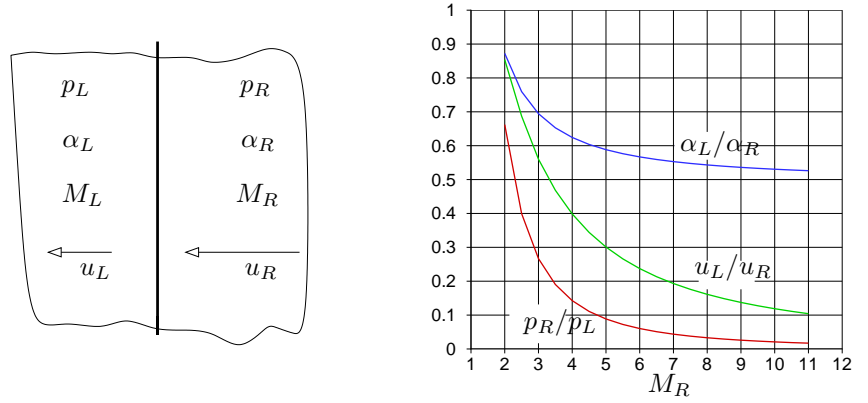 p_L p_R
α_L α_R
M_L M_R
u_L u_R
1
0.9
0.8
0.7
0.6
0.5
0.4
0.3
0.2
0.1
0
α_L/α_R
u_L/u_R
p_R/p_L
1 2 3 4 5 6 7 8 9 10 11 12
M_R